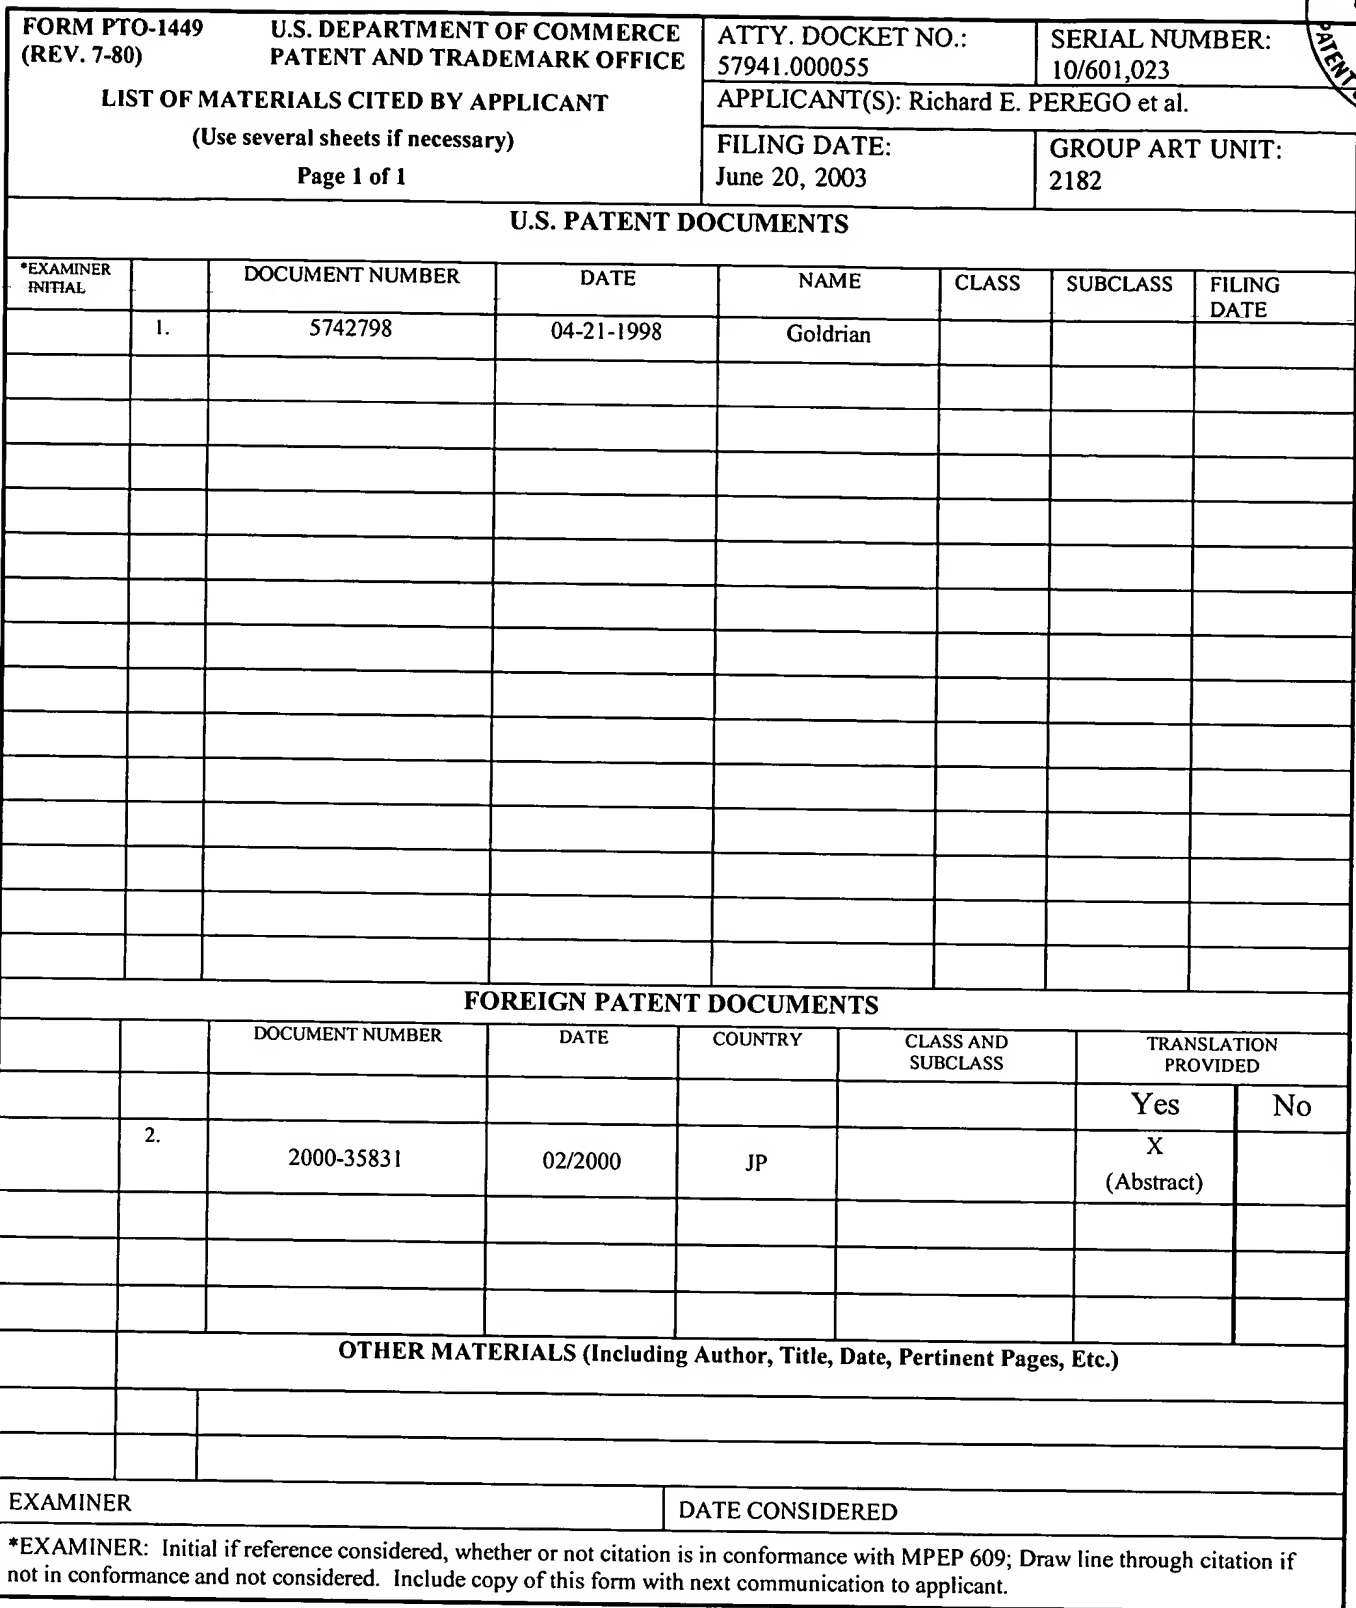 FORM PTO-1449 U.S. DEPARTMENT OF COMMERCE
(REV. 7-80) PATENT AND TRADEMARK OFFICE
LIST OF MATERIALS CITED BY APPLICANT
(Use several sheets if necessary)
Page 1 of 1
ATTY. DOCKET NO.:
57941.000055
SERIAL NUMBER:
10/601,023
APPLICANT(S): Richard E. PEREGO et al.
FILING DATE:
June 20, 2003
GROUP ART UNIT:
2182
PATENT
U.S. PATENT DOCUMENTS
*EXAMINER
INITIAL
DOCUMENT NUMBER DATE NAME CLASS SUBCLASS FILING
DATE
1. 5742798 04-21-1998 Goldrian
FOREIGN PATENT DOCUMENTS
DOCUMENT NUMBER DATE COUNTRY CLASS AND
SUBCLASS
TRANSLATION
PROVIDED
Yes No
2. 2000-35831 02/2000 JP X
(Abstract)
OTHER MATERIALS (Including Author, Title, Date, Pertinent Pages, Etc.)
EXAMINER DATE CONSIDERED
*EXAMINER: Initial if reference considered, whether or not citation is in conformance with MPEP 609; Draw line through citation if
not in conformance and not considered. Include copy of this form with next communication to applicant.